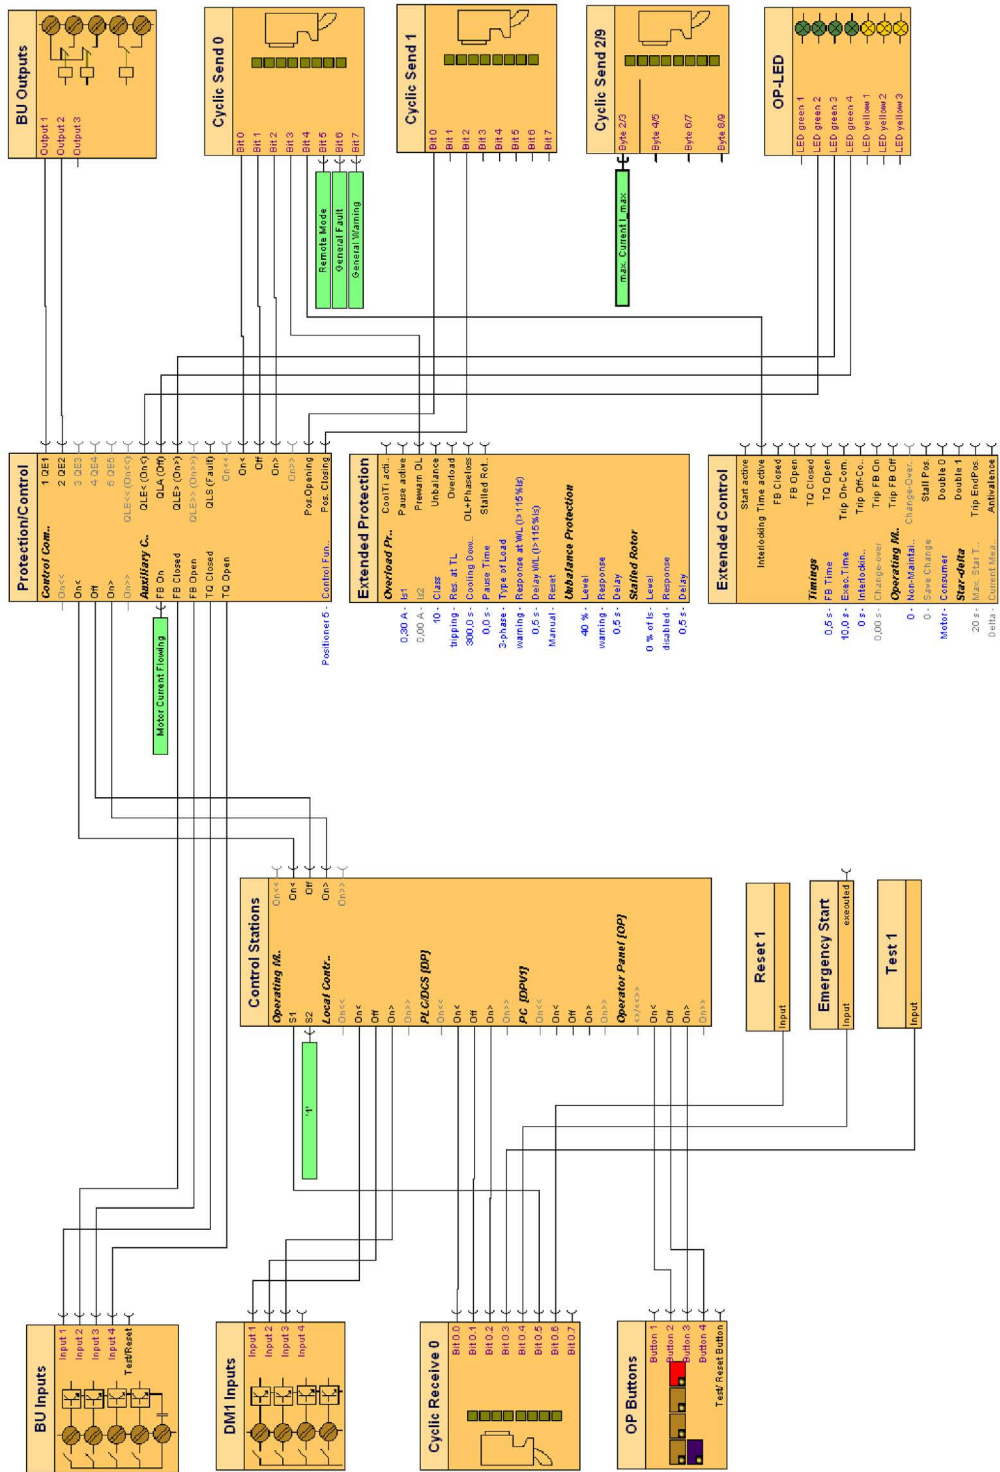 BU Inputs
Input 1
Input 2
Input 3
Input 4
Test/Reset
DM1 Inputs
Input 1
Input 2
Input 3
Input 4
Cyclic Receive 0
Bit 0.0
Bit 0.1
Bit 0.2
Bit 0.3
Bit 0.4
Bit 0.5
Bit 0.6
Bit 0.7
OP Buttons
Button 1
Button 2
Button 3
Button 4
Test/ Reset Button
Control Stations
Operating M..
S1
S2
Local Contr..
On<<
On<
Off
On>
On>>
PLC/DCS [DP]
On<<
On<
Off
On>
On>>
PC [DPV1]
On<<
On<
Off
On>
On>>
Operator Panel [OP]
<>/<<>>
On<
Off
On>
On>>
On<<
On<
Off
On>
On>>
'1'
Reset 1
Input
Emergency Start
Input
executed
Test 1
Input
Protection/Control
Control Com..
On<<
On<
Off
On>
On>>
Auxiliary C..
FB On
FB Closed
FB Open
TQ Closed
TQ Open
Positioner 5 - Control Fun..
1 QE1
2 QE2
3 QE3
4 QE4
5 QE5
QLE<< (On<<)
QLE< (On<)
QLA (Off)
QLE> (On>)
QLE>> (On>>)
QLS (Fault)
On<<
On<
Off
On>
On>>
Pos.Opening
Pos. Closing
Motor Current Flowing
Extended Protection
Overload Pr..
0,30 A - Is1
0,00 A - Is2
10 - Class
tripping - Res. at TL
300,0 s - Cooling Dow..
0,0 s - Pause Time
3-phase - Type of Load
warning - Response at WL (I>115%Is)
0,5 s - Delay WL (I>115%Is)
Manual - Reset
Unbalance Protection
40 % - Level
warning - Response
0,5 s - Delay
Stalled Rotor
0 % of Is - Level
disabled - Response
0,5 s - Delay
CoolTi acti..
Pause active
Prewarn OL
Unbalance
Overload
OL+Phaseloss
Stalled Rot..
Extended Control
Timings
0,5 s - FB Time
10,0 s - Exec.Time
0 s - Interlockin..
0,00 s - Change-over
Operating M..
0 - Non-Maintai..
0 - Save Change
Motor - Consumer
Star-delta
20 s - Max. Star T..
Delta - Current Mea..
Start active
Interlocking Time active
FB Closed
FB Open
TQ Closed
TQ Open
Trip On-Com.
Trip Off-Co..
Trip FB On
Trip FB Off
Change-Over.
Stall Pos.
Double 0
Double 1
Trip EndPos.
Antivalence
BU Outputs
Output 1
Output 2
Output 3
Cyclic Send 0
Bit 0
Bit 1
Bit 2
Bit 3
Bit 4
Bit 5
Bit 6
Bit 7
Remote Mode
General Fault
General Warning
Cyclic Send 1
Bit 0
Bit 1
Bit 2
Bit 3
Bit 4
Bit 5
Bit 6
Bit 7
Cyclic Send 2/9
Byte 2/3
Byte 4/5
Byte 6/7
Byte 8/9
max. Current I_max
OP-LED
LED green 1
LED green 2
LED green 3
LED green 4
LED yellow 1
LED yellow 2
LED yellow 3